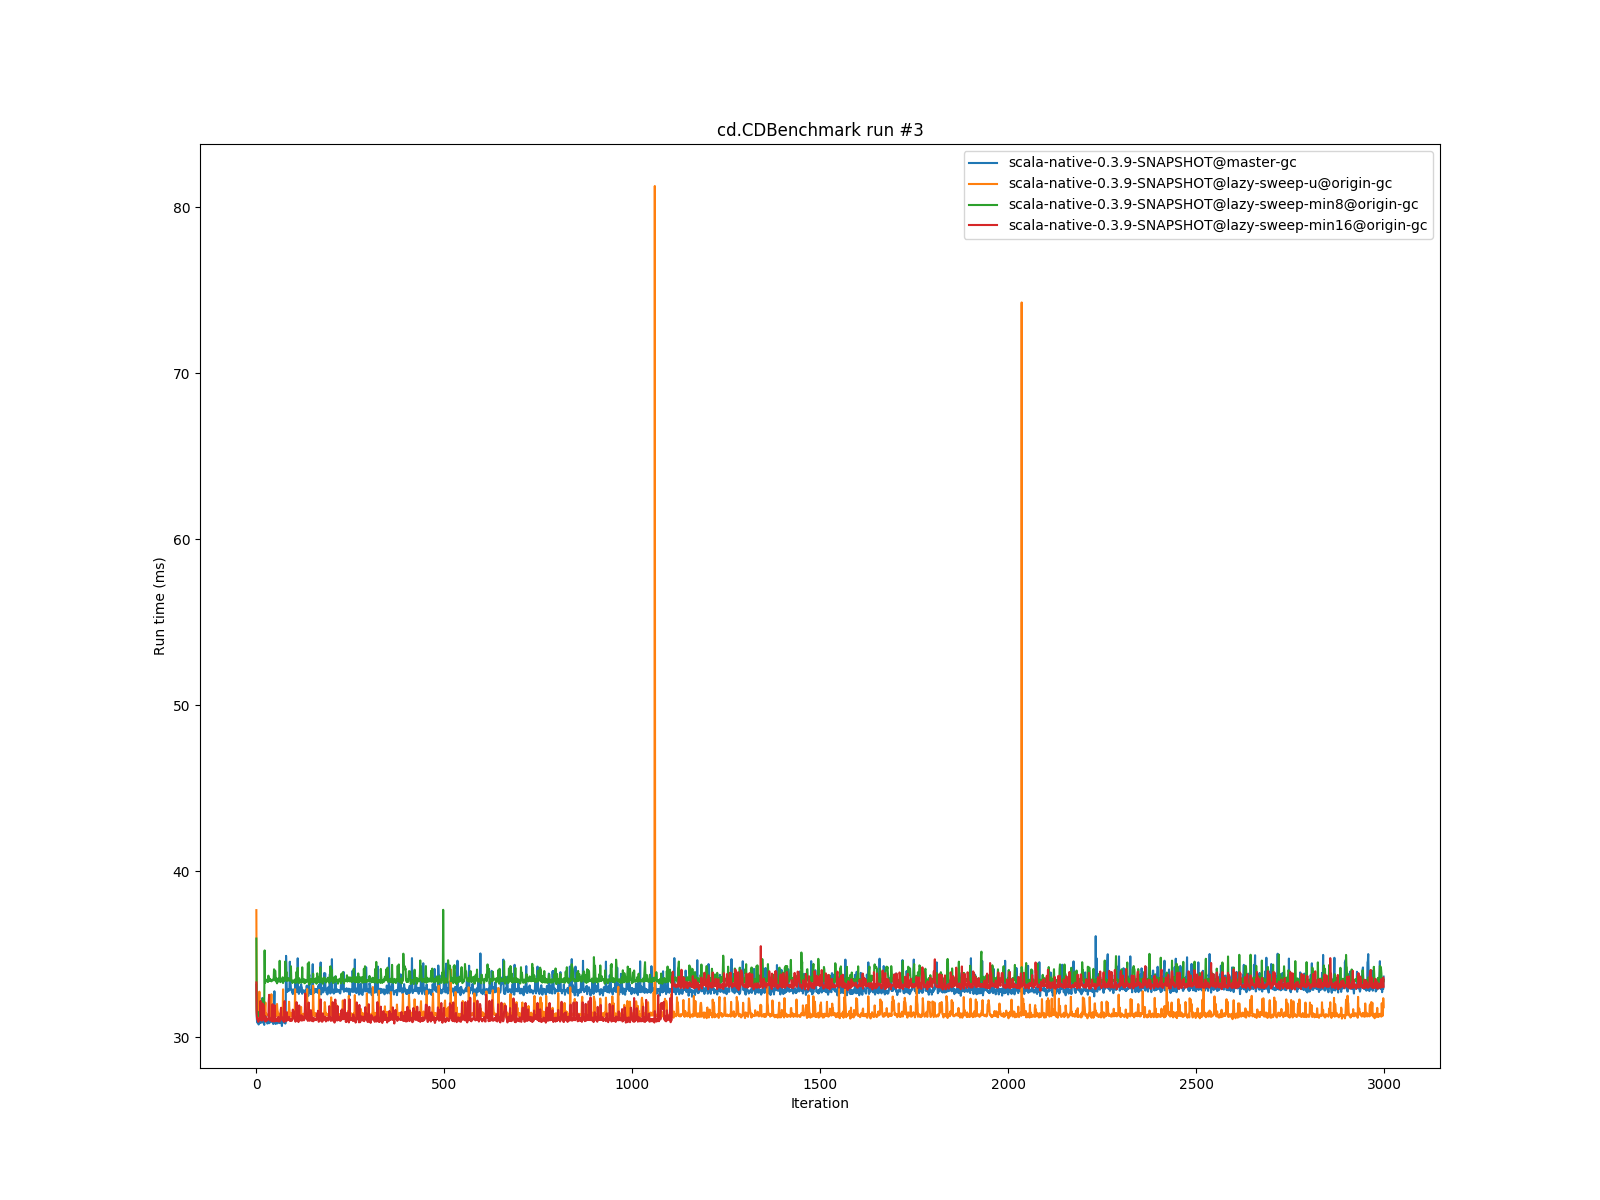 cd.CDBenchmark run #3
scala-native-0.3.9-SNAPSHOT@master-gc
scala-native-0.3.9-SNAPSHOT@lazy-sweep-u@origin-gc
scala-native-0.3.9-SNAPSHOT@lazy-sweep-min8@origin-gc
scala-native-0.3.9-SNAPSHOT@lazy-sweep-min16@origin-gc
80
70
60
50
40
30
Run time (ms)
0
500
1000
1500
2000
2500
3000
Iteration